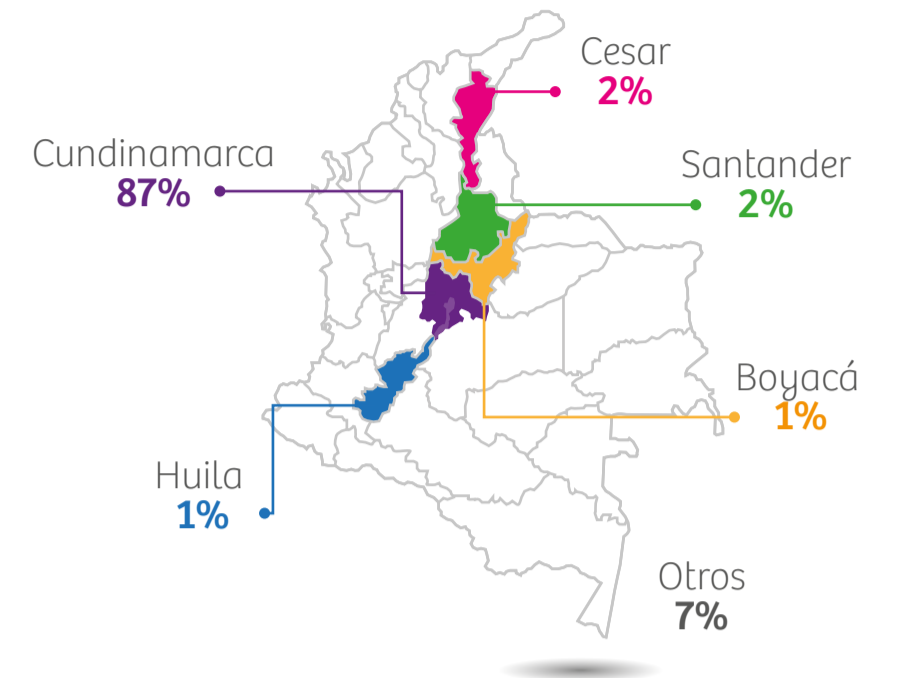 Cesar
2%
Cundinamarca
87%
Santander
2%
Boyacá
1%
Huila
1%
Otros
7%